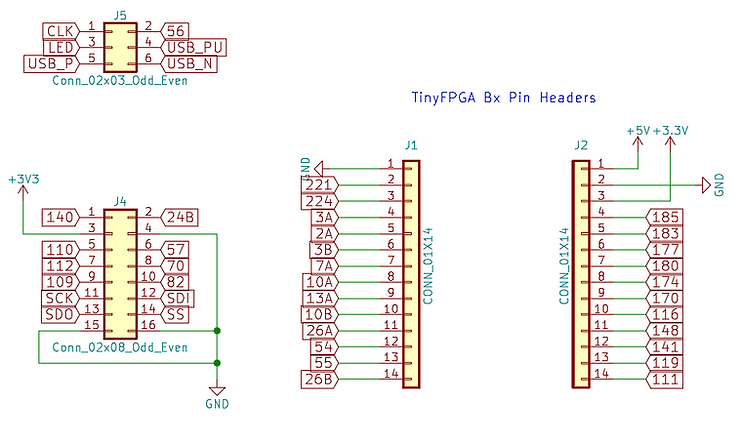 J5
CLK 1 2 56
LED 3 4 USB_PU
USB_P 5 6 USB_N
Conn_02x03_Odd_Even
TinyFPGA Bx Pin Headers
+3V3
J4
140 1 2 24B
3 4
110 5 6 57
112 7 8 70
109 9 10 82
SCK 11 12 SDI
SDO 13 14 SS
15 16
Conn_02x08_Odd_Even
GND
J1
GND 1
221 2
224 3
3A 4
2A 5
3B 6
7A 7
10A 8
13A 9
10B 10
26A 11
54 12
55 13
26B 14
CONN_01X14
J2
+5V +3.3V
1
2 GND
3
4 185
5 183
6 177
7 180
8 174
9 170
10 116
11 148
12 141
13 119
14 111
CONN_01X14